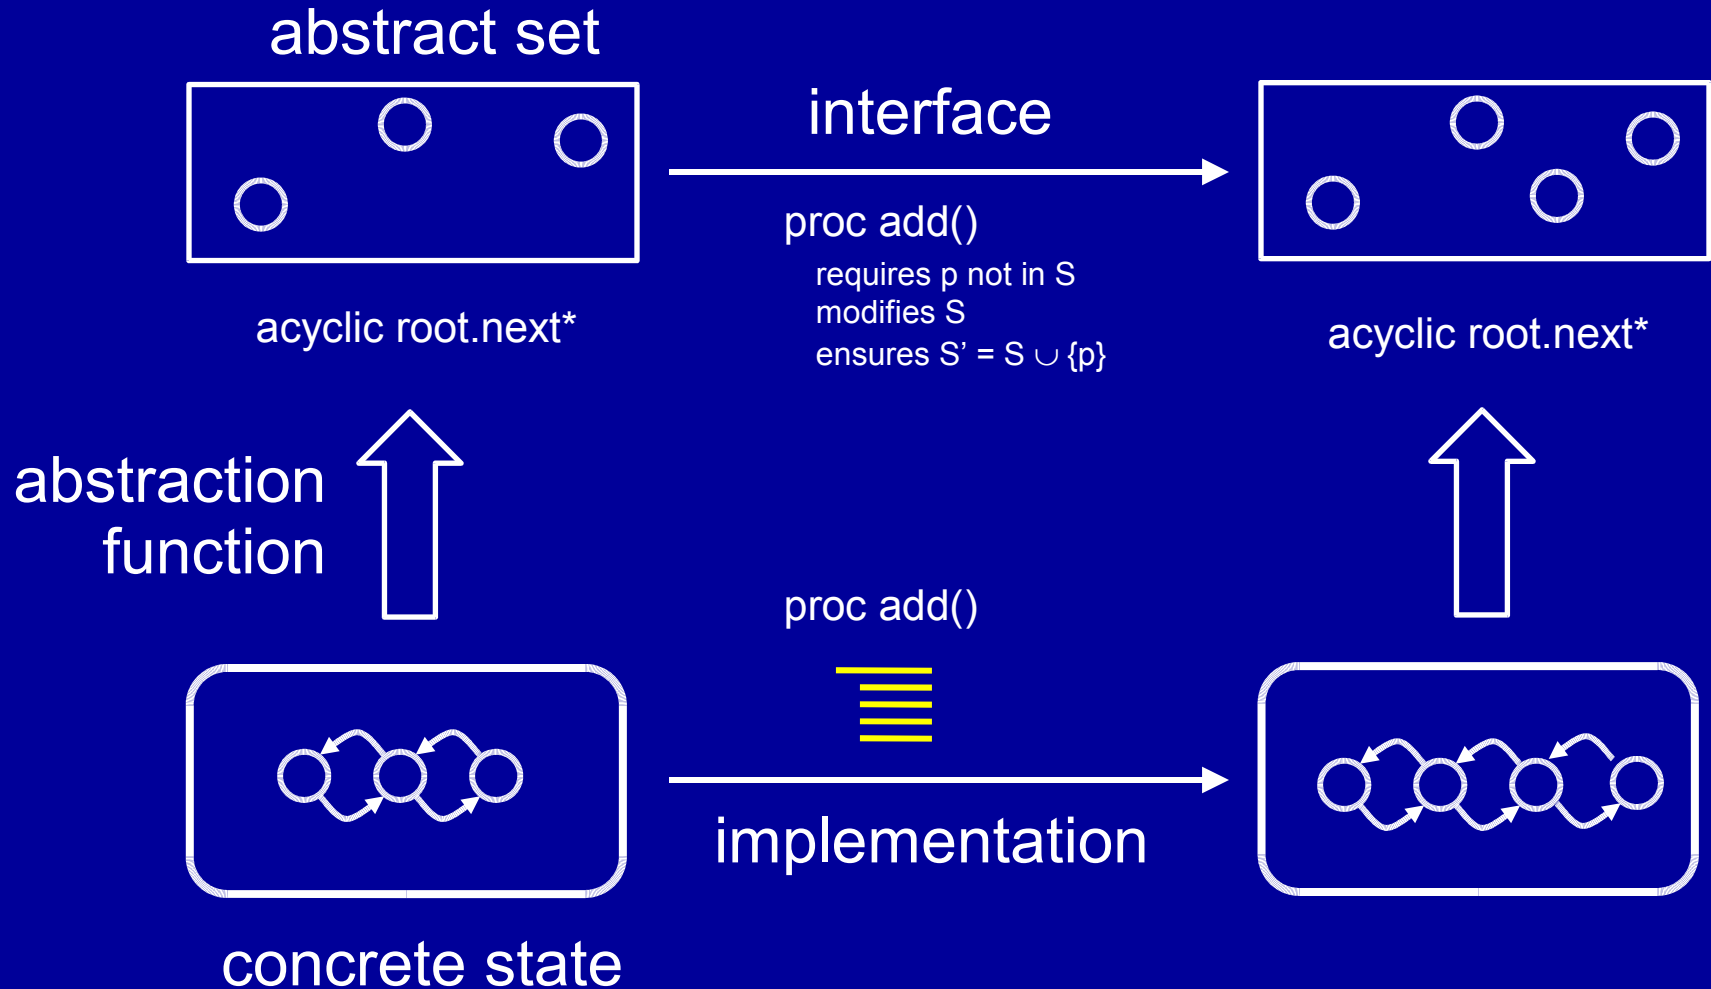 abstract set
interface
proc add()
requires p not in S
modifies S
ensures S’ = S ∪ {p}
acyclic root.next*
acyclic root.next*
abstraction
function
proc add()
implementation
concrete state